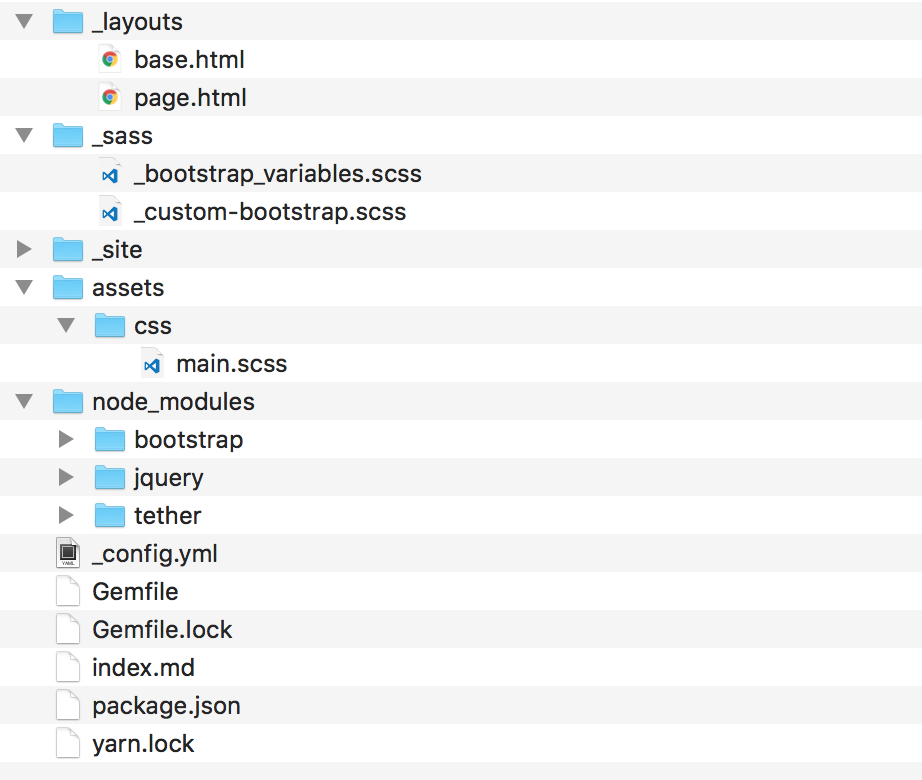 _layouts
base.html
page.html
_sass
_bootstrap_variables.scss
_custom-bootstrap.scss
_site
assets
css
main.scss
node_modules
bootstrap
jquery
tether
_config.yml
YAML
Gemfile
Gemfile.lock
index.md
package.json
yarn.lock